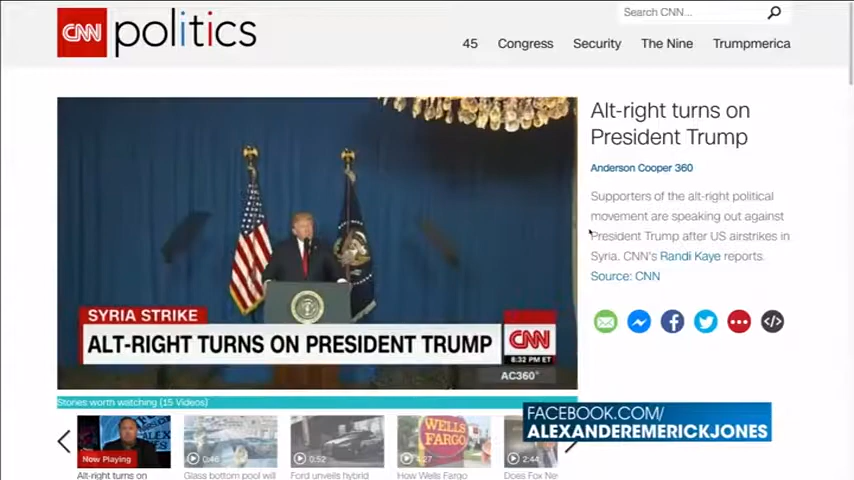 CNN politics
Search CNN...
45 Congress Security The Nine Trumpmerica
Alt-right turns on
President Trump
Anderson Cooper 360
Supporters of the alt-right political
movement are speaking out against
President Trump after US airstrikes in
Syria. CNN's Randi Kaye reports.
Source: CNN
SYRIA STRIKE
ALT-RIGHT TURNS ON PRESIDENT TRUMP
CNN
8:32 PM ET
AC360°
Stories worth watching (15 Videos)
FACEBOOK.COM/
ALEXANDEREMERICKJONES
Now Playing
0:46
0:52
WELLS
FARGO
4:27
2:44
Alt-right turns on
Glass bottom pool will
Ford unveils hybrid
How Wells Fargo
Does Fox Ne